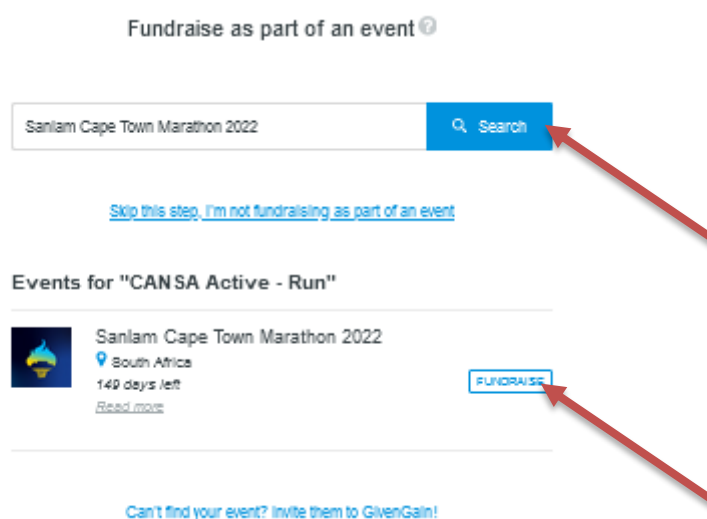 Fundraise as part of an event ?
Sanlam Cape Town Marathon 2022
Search
Skip this step, I'm not fundraising as part of an event
Events for "CANSA Active - Run"
Sanlam Cape Town Marathon 2022
South Africa
149 days left
Read more
FUNDRAISE
Can't find your event? Invite them to GivenGain!